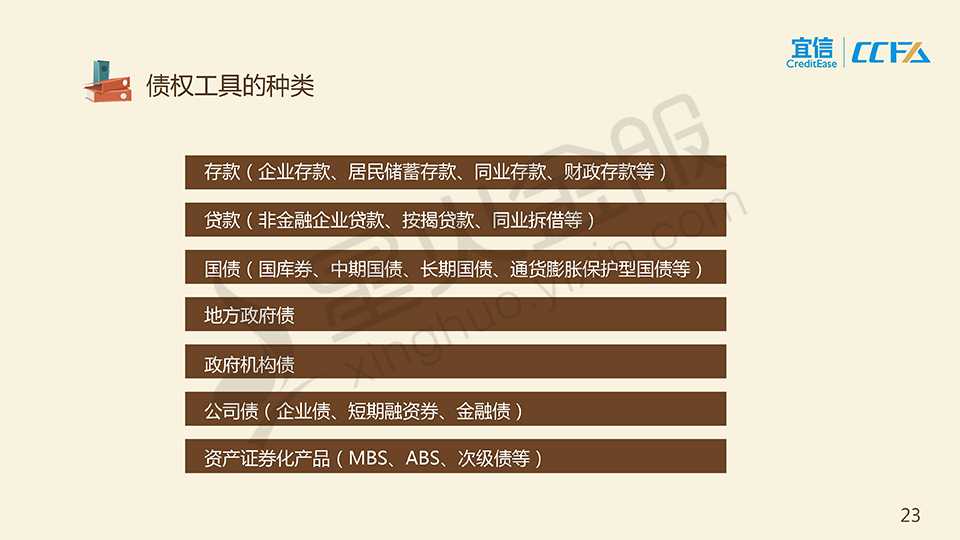 宜信
CreditEase
CCFA
债权工具的种类
存款（企业存款、居民储蓄存款、同业存款、财政存款等）
贷款（非金融企业贷款、按揭贷款、同业拆借等）
国债（国库券、中期国债、长期国债、通货膨胀保护型国债等）
地方政府债
政府机构债
公司债（企业债、短期融资券、金融债）
资产证券化产品（MBS、ABS、次级债等）
星火金服
xinghuo.yixin.com
23